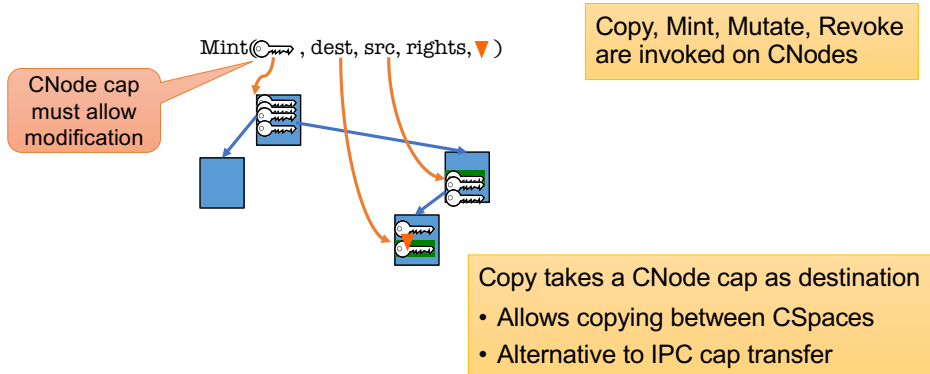 Mint( , dest, src, rights, )
Copy, Mint, Mutate, Revoke
are invoked on CNodes
CNode cap
must allow
modification
Copy takes a CNode cap as destination
• Allows copying between CSpaces
• Alternative to IPC cap transfer